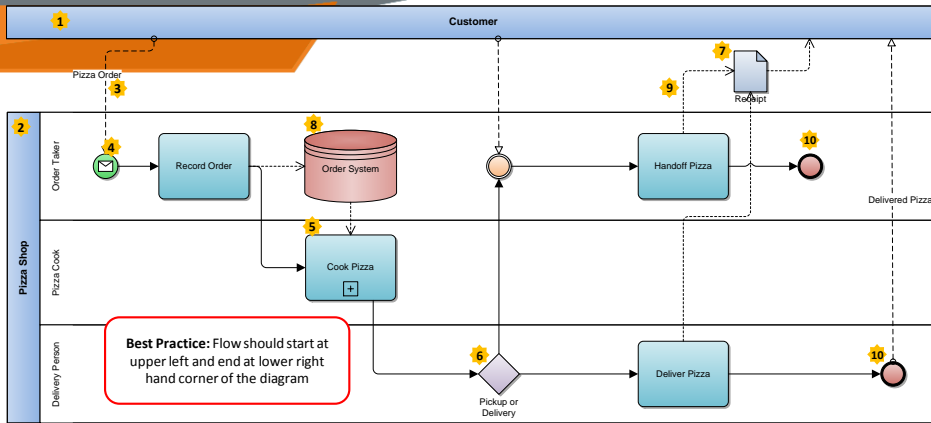 1
Customer
7
Pizza Order
3
9
Receipt
2
8
4
10
Order Taker
Record Order
Order System
Handoff Pizza
Delivered Pizza
5
Pizza Shop
Pizza Cook
Cook Pizza
Best Practice: Flow should start at
upper left and end at lower right
hand corner of the diagram
6
10
Delivery Person
Deliver Pizza
Pickup or
Delivery